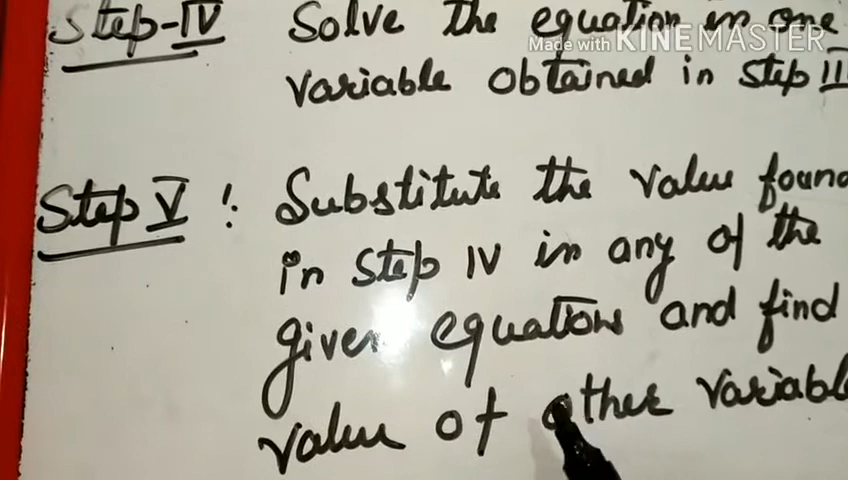 Step-IV Solve the equation in one
Made with KINEMASTER
variable obtained in step III
Step V : Substitute the value found
in step IV in any of the
given equations and find
value of other variable